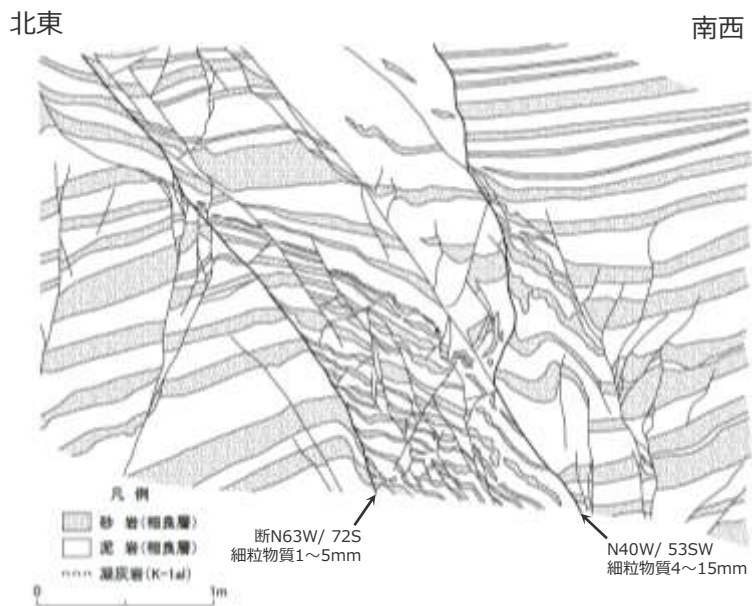 北東
南西
凡 例
砂 岩(相良層)
泥 岩(相良層)
凝灰岩(K-1al)
0
1m
断N63W/ 72S
細粒物質1~5mm
N40W/ 53SW
細粒物質4~15mm